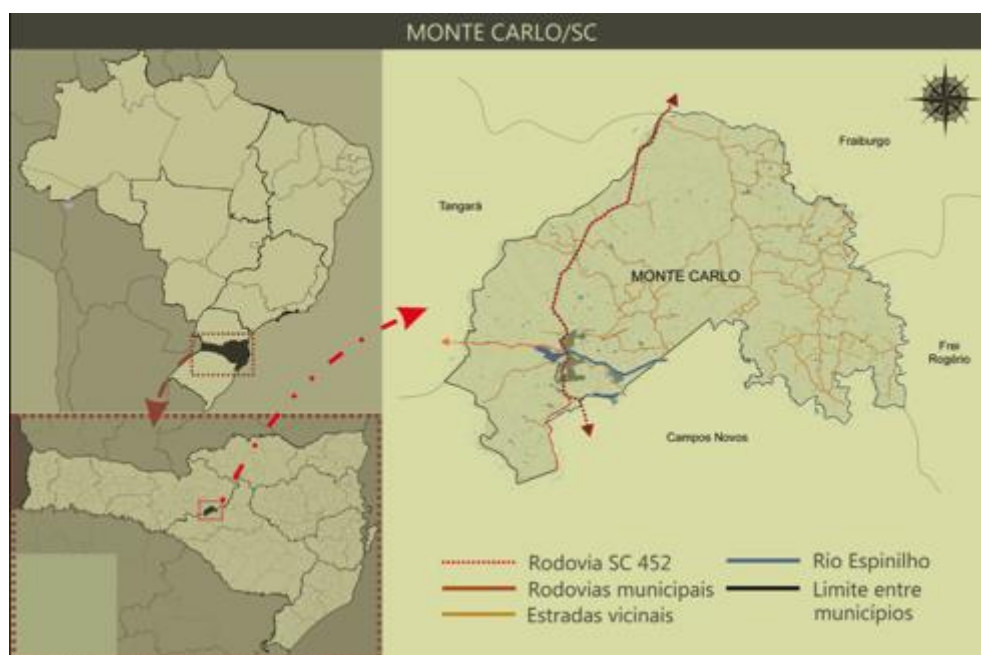 MONTE CARLO/SC
Fraiburgo
Tangará
MONTE CARLO
Frei
Rogério
Campos Novos
Rodovia SC 452
Rodovias municipais
Estradas vicinais
Rio Espinilho
Limite entre
municípios